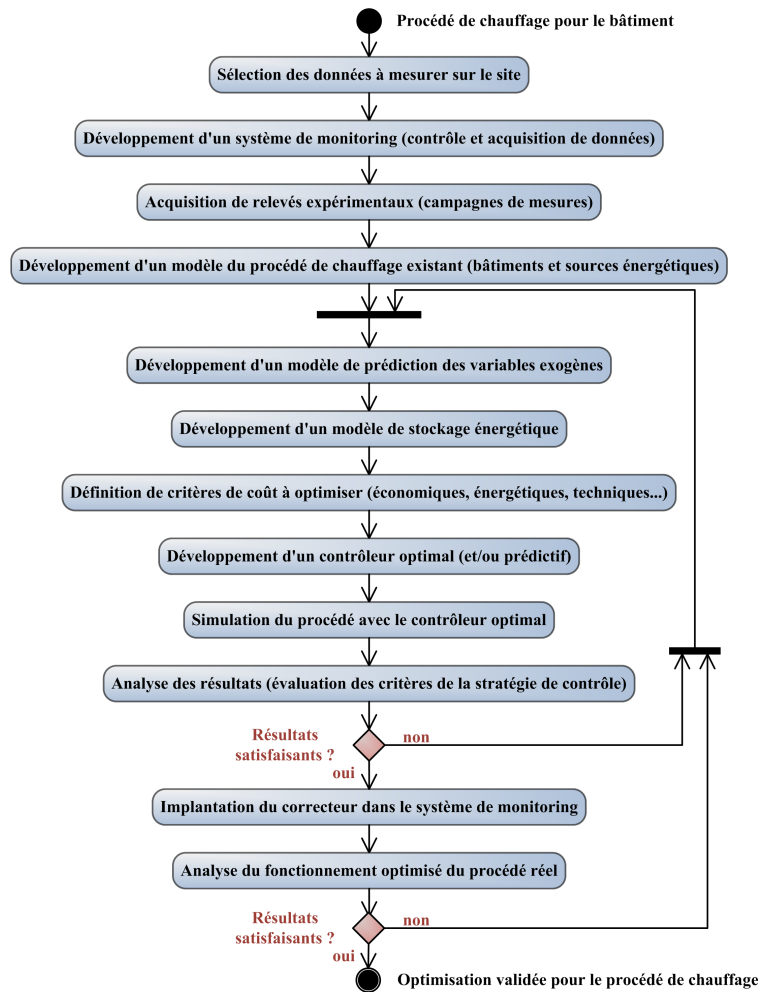 Procédé de chauffage pour le bâtiment
Sélection des données à mesurer sur le site
Développement d'un système de monitoring (contrôle et acquisition de données)
Acquisition de relevés expérimentaux (campagnes de mesures)
Développement d'un modèle du procédé de chauffage existant (bâtiments et sources énergétiques)
Développement d'un modèle de prédiction des variables exogènes
Développement d'un modèle de stockage énergétique
Définition de critères de coût à optimiser (économiques, énergétiques, techniques...)
Développement d'un contrôleur optimal (et/ou prédictif)
Simulation du procédé avec le contrôleur optimal
Analyse des résultats (évaluation des critères de la stratégie de contrôle)
Résultats
satisfaisants ?
non
oui
Implantation du correcteur dans le système de monitoring
Analyse du fonctionnement optimisé du procédé réel
Résultats
satisfaisants ?
non
oui
Optimisation validée pour le procédé de chauffage